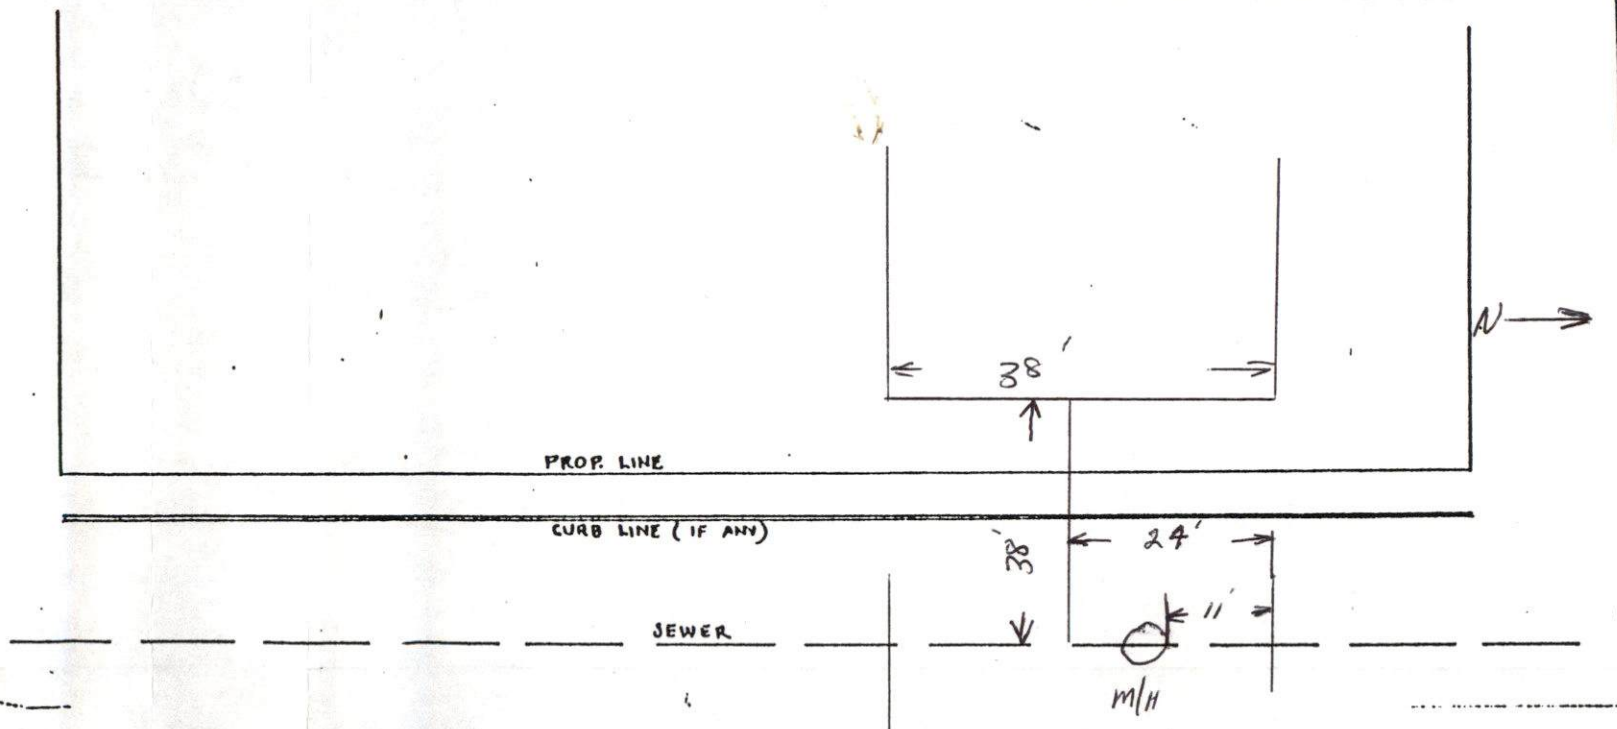 N
38'
PROP. LINE
CURB LINE (IF ANY)
38'
24'
11'
SEWER
M/H